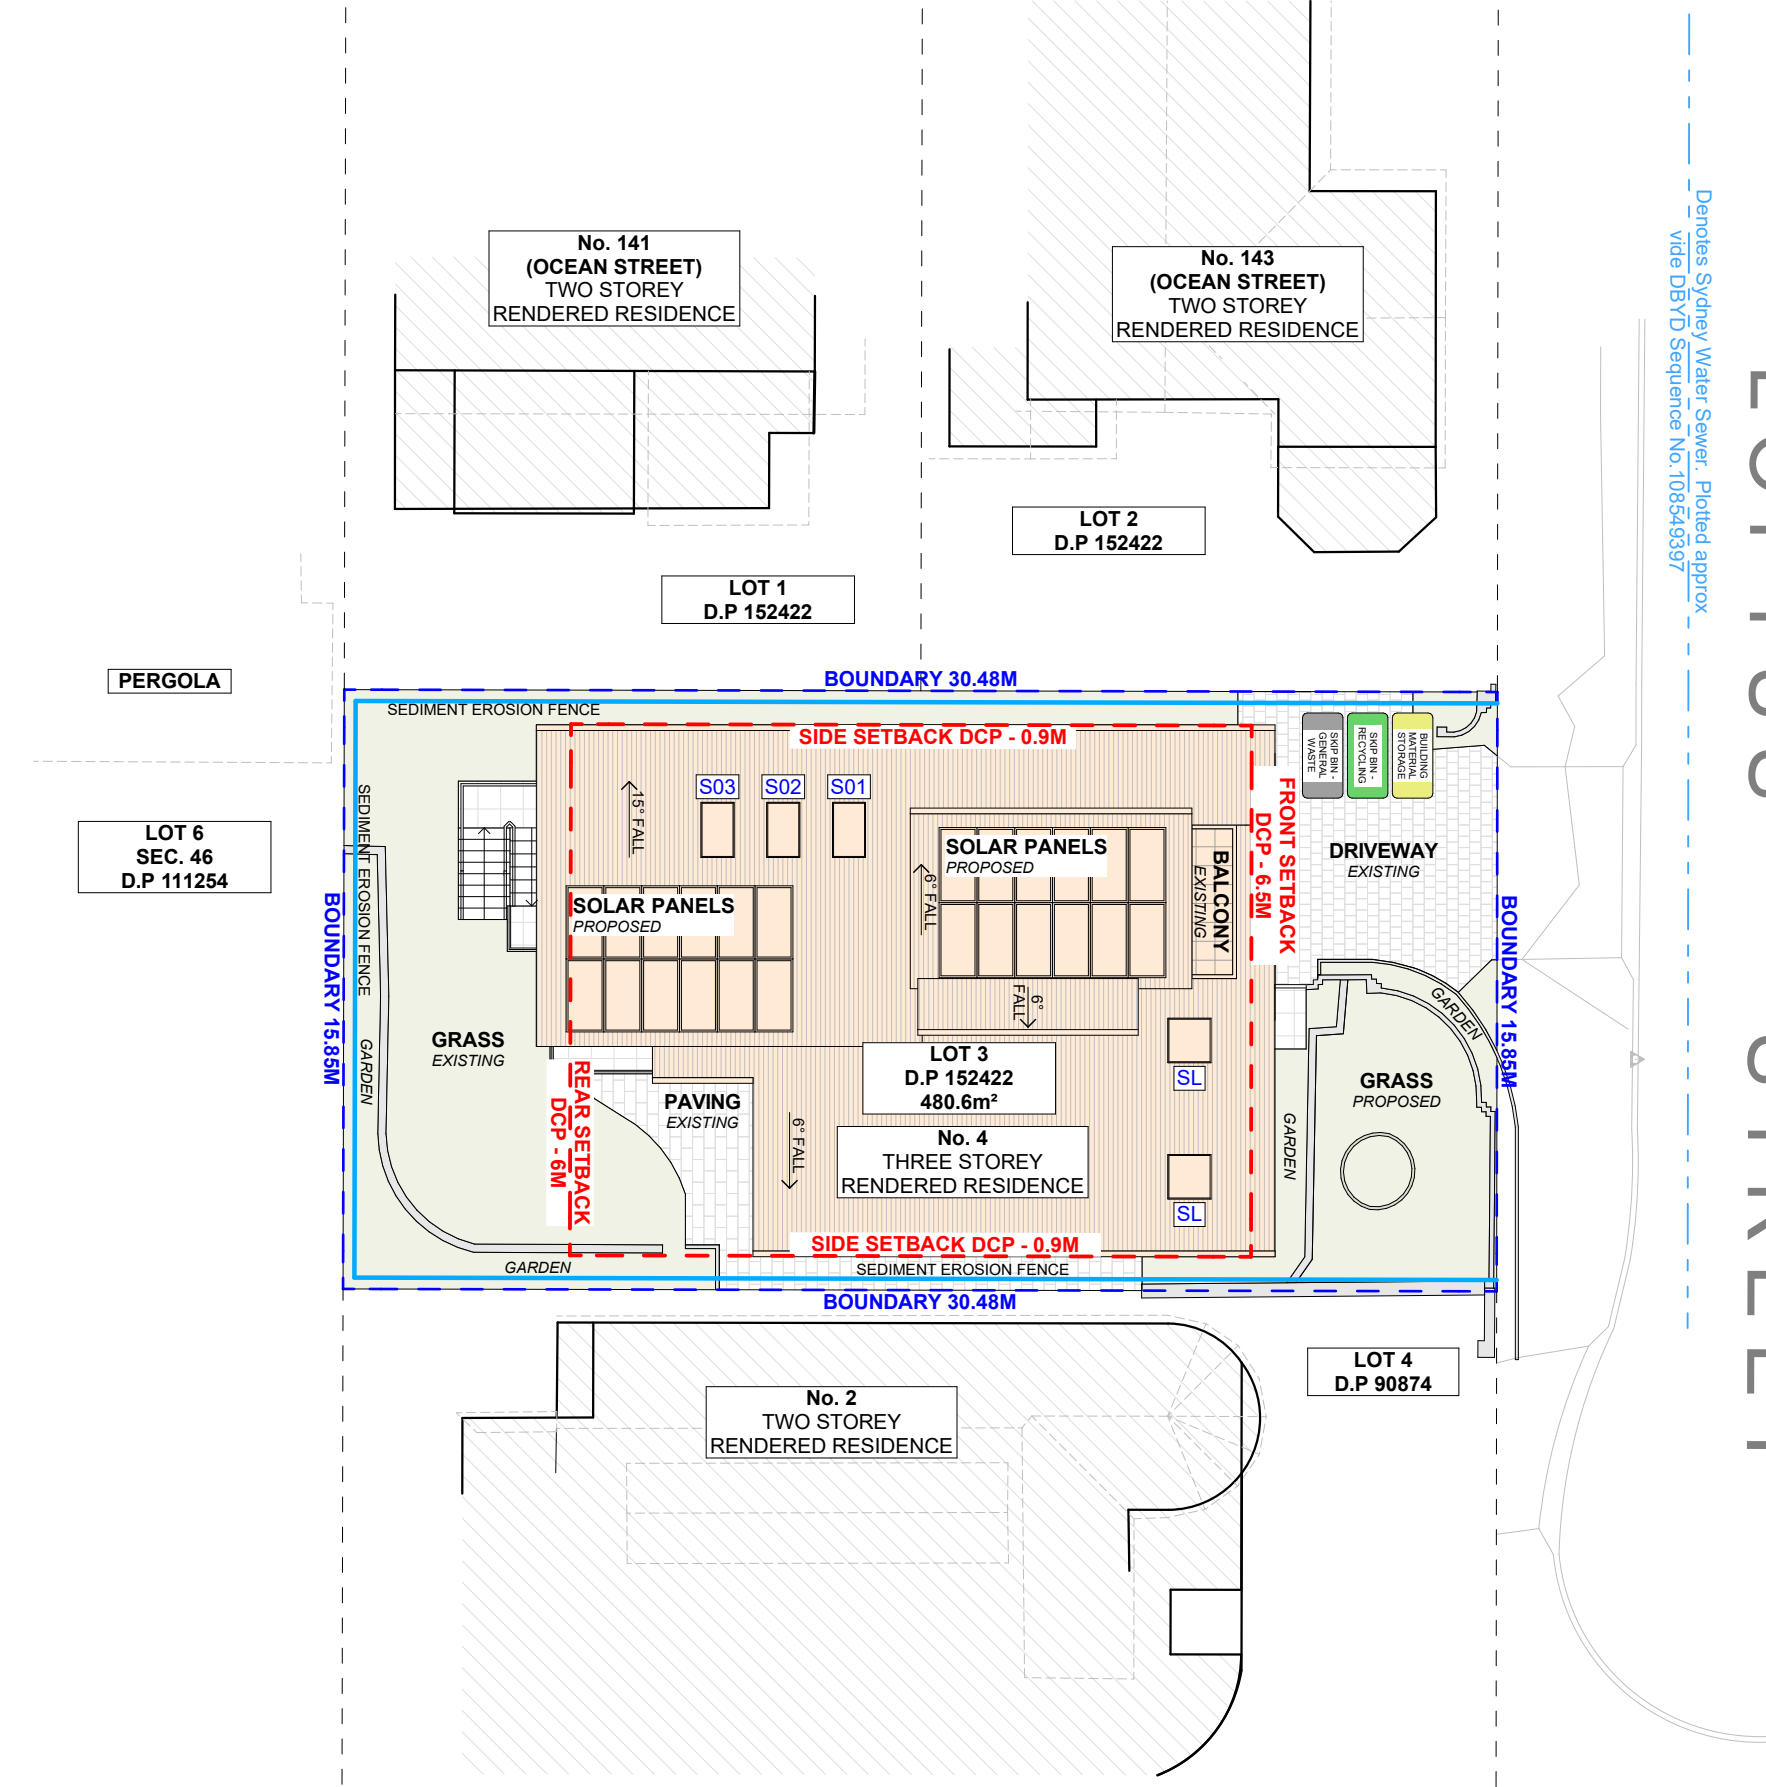 No. 141
(OCEAN STREET)
TWO STOREY
RENDERED RESIDENCE
No. 143
(OCEAN STREET)
TWO STOREY
RENDERED RESIDENCE
Denotes Sydney Water Sewer. Plotted approx
vide DBYD Sequence No.108549397
LOT 2
D.P 152422
LOT 1
D.P 152422
PERGOLA
LOT 6
SEC. 46
D.P 111254
BOUNDARY 30.48M
SEDIMENT EROSION FENCE
SIDE SETBACK DCP - 0.9M
SKIP BIN -
GENERAL
WASTE
SKIP BIN -
RECYCLING
BUILDING
MATERIAL
STORAGE
S03
S02
S01
15° FALL
SOLAR PANELS
PROPOSED
6° FALL
SOLAR PANELS
PROPOSED
BALCONY
EXISTING
FRONT SETBACK
DCP - 6.5M
DRIVEWAY
EXISTING
BOUNDARY 15.85M
SEDIMENT EROSION FENCE
BOUNDARY 15.85M
GARDEN
GRASS
EXISTING
6°
FALL
GARDEN
LOT 3
D.P 152422
480.6m²
SL
GRASS
PROPOSED
REAR SETBACK
DCP - 6M
PAVING
EXISTING
6° FALL
No. 4
THREE STOREY
RENDERED RESIDENCE
GARDEN
SL
SIDE SETBACK DCP - 0.9M
GARDEN
SEDIMENT EROSION FENCE
BOUNDARY 30.48M
LOT 4
D.P 90874
No. 2
TWO STOREY
RENDERED RESIDENCE
STREET